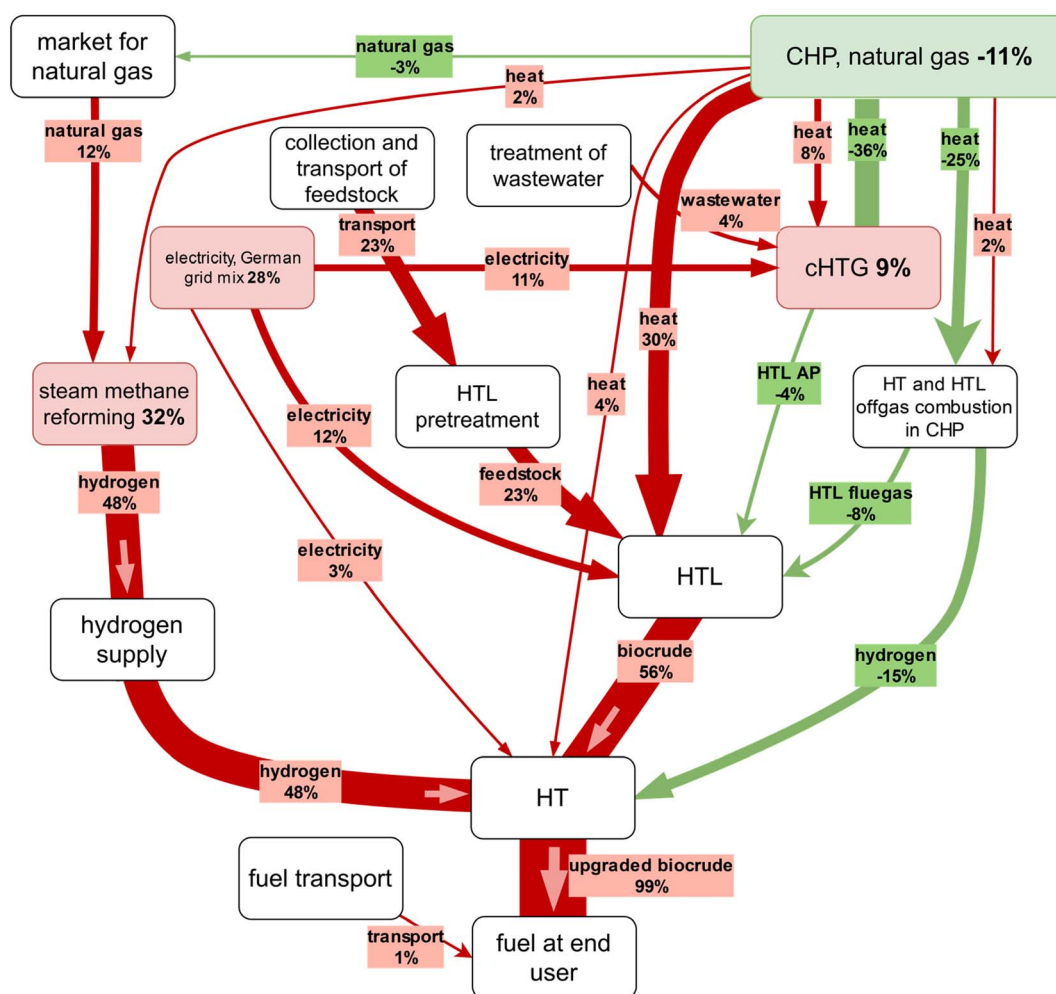 market for
natural gas
natural gas
-3%
CHP, natural gas -11%
heat
2%
natural gas
12%
collection and
transport of
feedstock
treatment of
wastewater
heat
8%
heat
-36%
heat
-25%
transport
23%
wastewater
4%
heat
2%
electricity, German
grid mix 28%
electricity
11%
cHTG 9%
heat
30%
steam methane
reforming 32%
HTL
pretreatment
heat
4%
HTL AP
-4%
HT and HTL
offgas combustion
in CHP
electricity
12%
hydrogen
48%
feedstock
23%
HTL fluegas
-8%
electricity
3%
HTL
hydrogen
supply
biocrude
56%
hydrogen
-15%
hydrogen
48%
HT
fuel transport
upgraded biocrude
99%
transport
1%
fuel at end
user